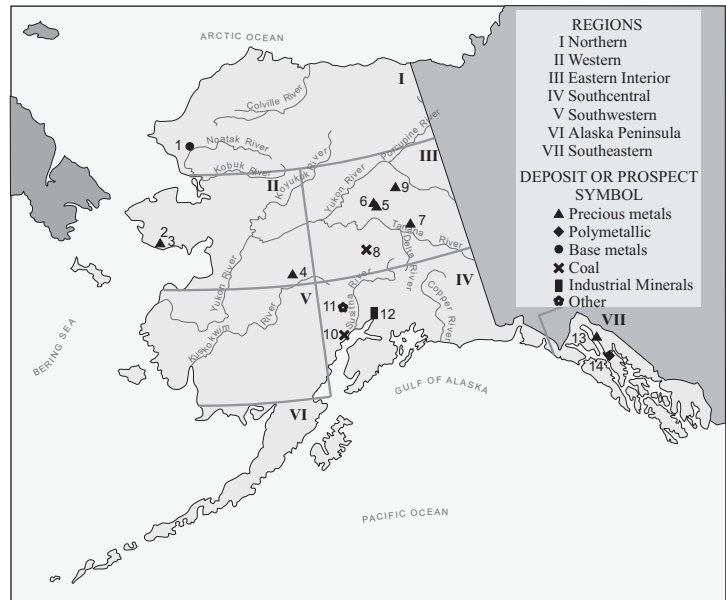 ARCTIC OCEAN
REGIONS
I Northern
II Western
III Eastern Interior
IV Southcentral
V Southwestern
VI Alaska Peninsula
VII Southeastern
DEPOSIT OR PROSPECT
SYMBOL
Precious metals
Polymetallic
Base metals
Coal
Industrial Minerals
Other
I
Colville River
1
Noatak River
Kobuk River
II
Koyukuk River
Porcupine River
III
Yukon River
9
6
5
7
2
3
Tanana River
8
Delta River
4
IV
V
Yukon River
Kuskokwim River
Susitna River
Copper River
11
12
10
VII
13
14
BERING SEA
GULF OF ALASKA
VI
PACIFIC OCEAN